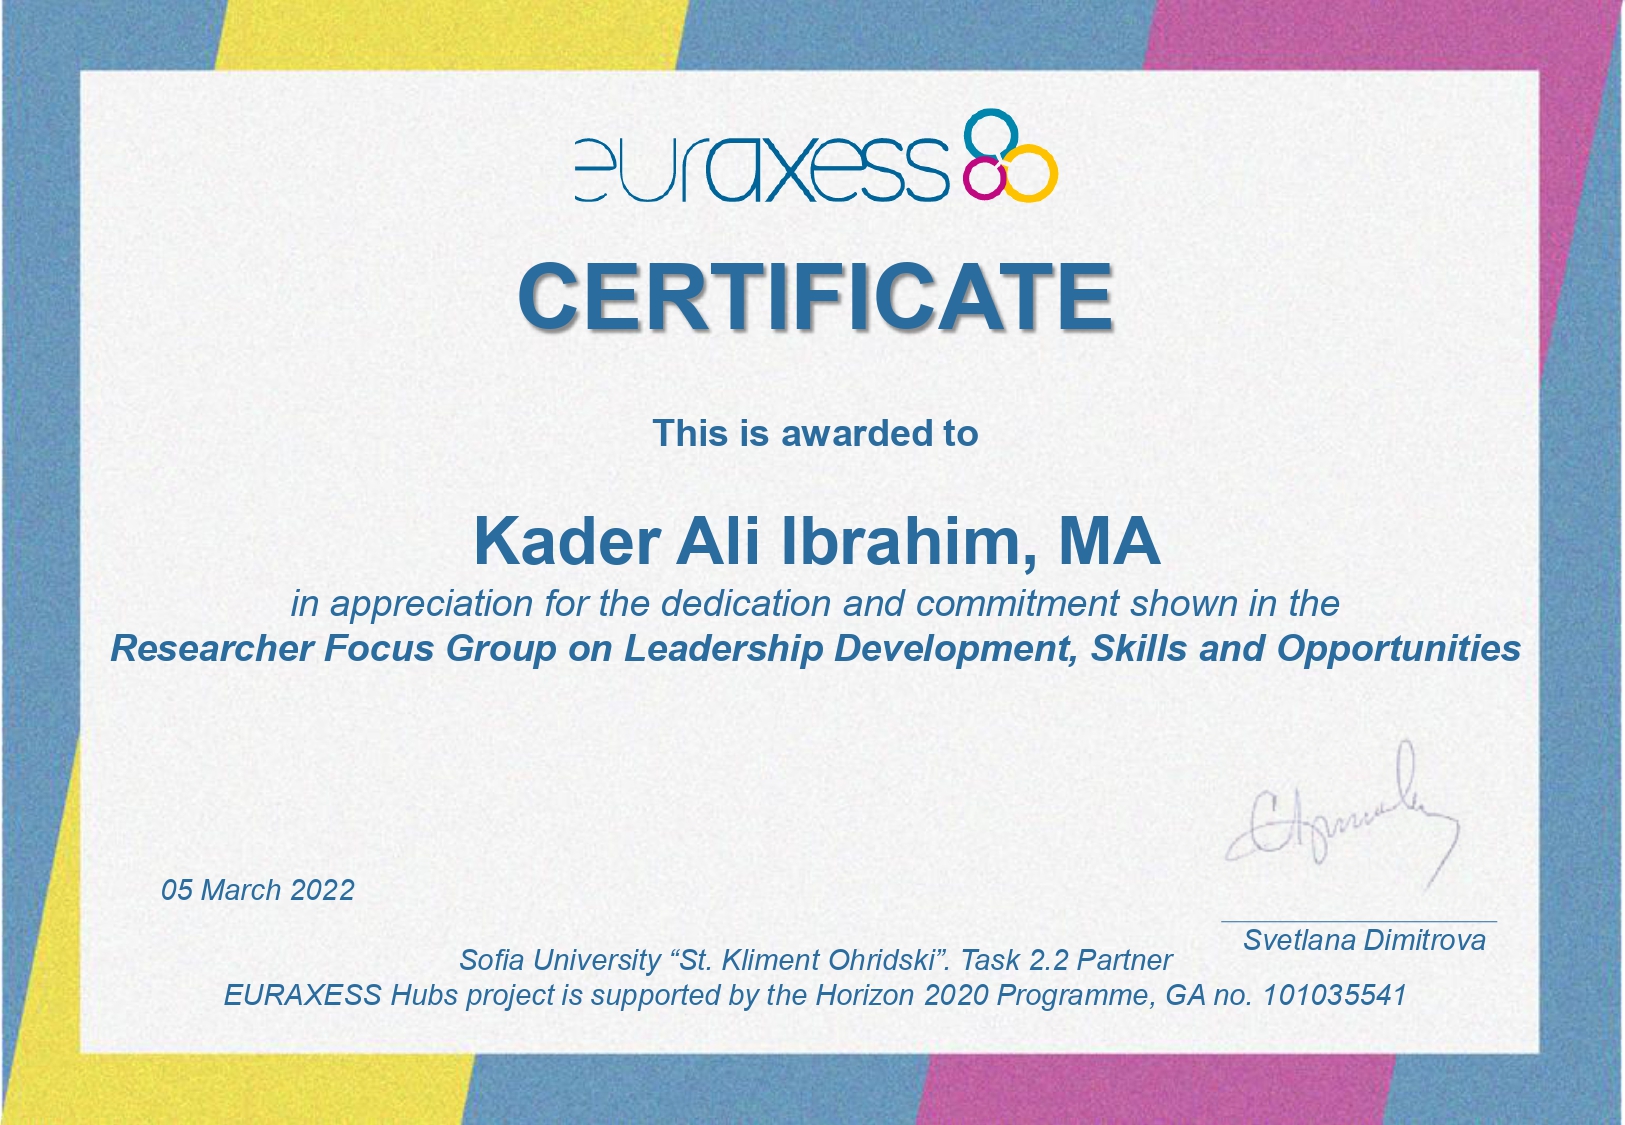 euraxess
CERTIFICATE
This is awarded to
Kader Ali Ibrahim, MA
in appreciation for the dedication and commitment shown in the
Researcher Focus Group on Leadership Development, Skills and Opportunities
05 March 2022
Svetlana Dimitrova
Sofia University “St. Kliment Ohridski”. Task 2.2 Partner
EURAXESS Hubs project is supported by the Horizon 2020 Programme, GA no. 101035541